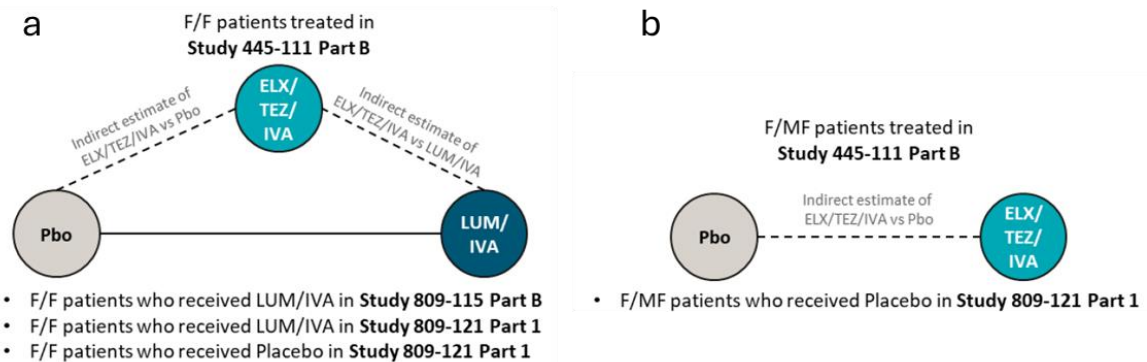 a
F/F patients treated in
Study 445-111 Part B
ELX/
TEZ/
IVA
Indirect estimate of
ELX/TEZ/IVA vs Pbo
Indirect estimate of
ELX/TEZ/IVA vs LUM/IVA
Pbo
LUM/
IVA
• F/F patients who received LUM/IVA in Study 809-115 Part B
• F/F patients who received LUM/IVA in Study 809-121 Part 1
• F/F patients who received Placebo in Study 809-121 Part 1
b
F/MF patients treated in
Study 445-111 Part B
Pbo
Indirect estimate of
ELX/TEZ/IVA vs Pbo
ELX/
TEZ/
IVA
• F/MF patients who received Placebo in Study 809-121 Part 1